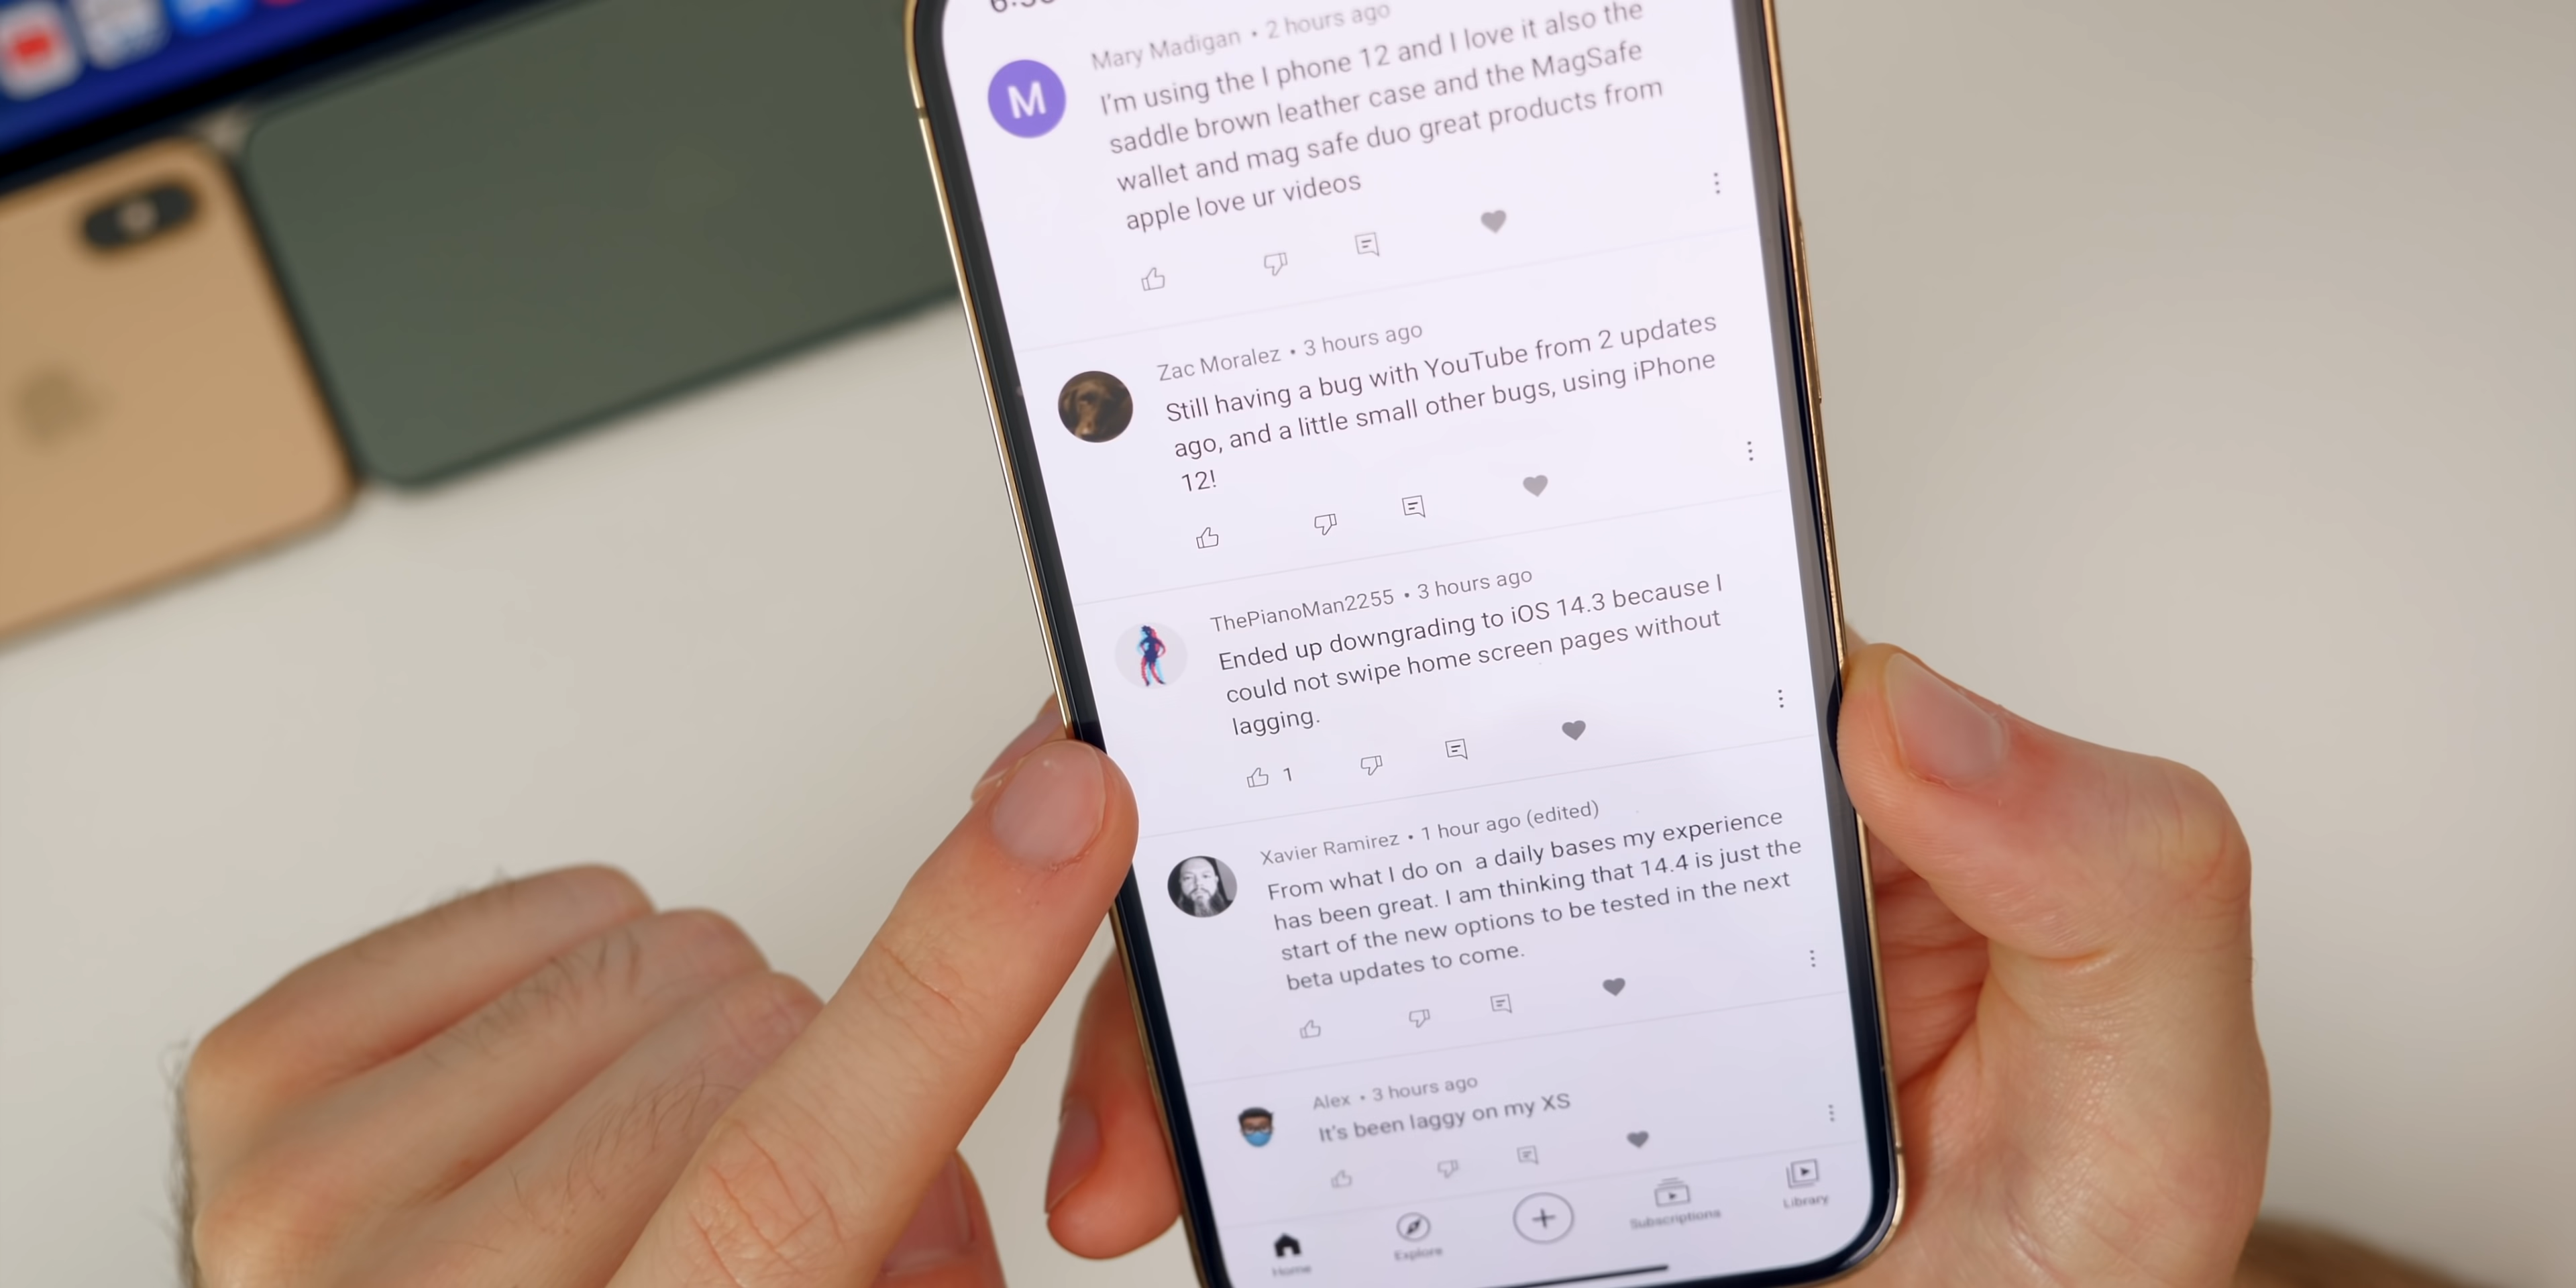 Mary Madigan • 2 hours ago
M
I'm using the I phone 12 and I love it also the
saddle brown leather case and the MagSafe
wallet and mag safe duo great products from
apple love ur videos
Zac Moralez • 3 hours ago
Still having a bug with YouTube from 2 updates
ago, and a little small other bugs, using iPhone
12!
ThePianoMan2255 • 3 hours ago
Ended up downgrading to iOS 14.3 because I
could not swipe home screen pages without
lagging.
1
Xavier Ramirez • 1 hour ago (edited)
From what I do on  a daily bases my experience
has been great. I am thinking that 14.4 is just the
start of the new options to be tested in the next
beta updates to come.
Alex • 3 hours ago
It's been laggy on my XS
Home
Explore
Subscriptions
Library